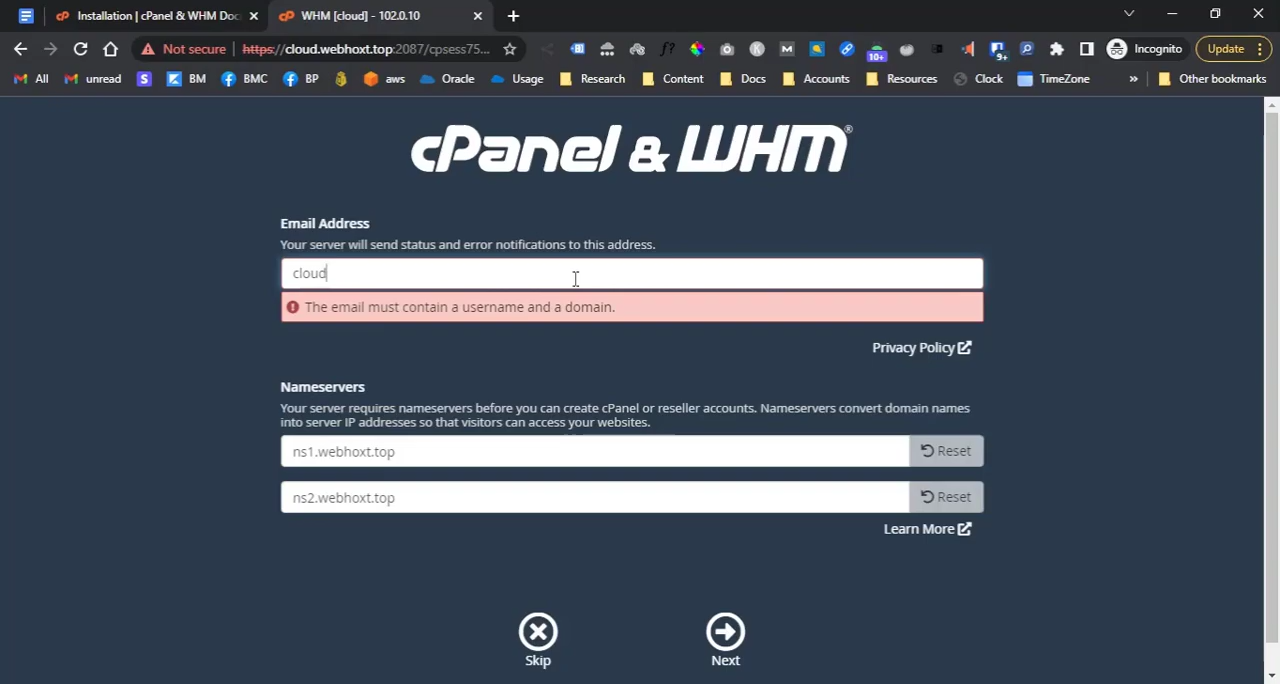 Installation | cPanel & WHM Doc
WHM [cloud] - 102.0.10
Not secure
https://cloud.webhoxt.top:2087/cpsess75...
Incognito
Update
All
unread
BM
BMC
BP
aws
Oracle
Usage
Research
Content
Docs
Accounts
Resources
Clock
TimeZone
»
Other bookmarks
10+
9+
cPanel & WHM®
Email Address
Your server will send status and error notifications to this address.
cloud
The email must contain a username and a domain.
Privacy Policy
Nameservers
Your server requires nameservers before you can create cPanel or reseller accounts. Nameservers convert domain names
into server IP addresses so that visitors can access your websites.
ns1.webhoxt.top
Reset
ns2.webhoxt.top
Reset
Learn More
Skip
Next